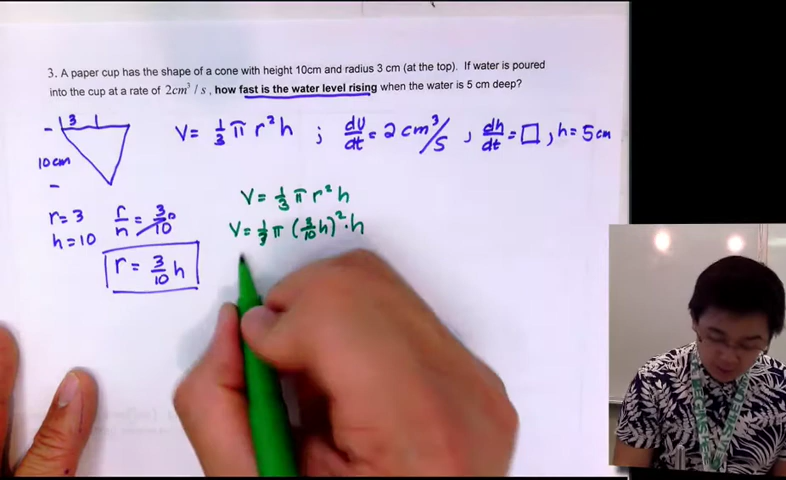 3. A paper cup has the shape of a cone with height 10cm and radius 3 cm (at the top). If water is poured
into the cup at a rate of 2cm³ / s, how fast is the water level rising when the water is 5 cm deep?
3
10cm
V = 1/3 π r² h ; dV/dt = 2 cm³/s , dh/dt = □ , h = 5 cm
r = 3
h = 10
r/h = 3/10
r = 3/10 h
V = 1/3 π r² h
V = 1/3 π (3/10 h)² · h